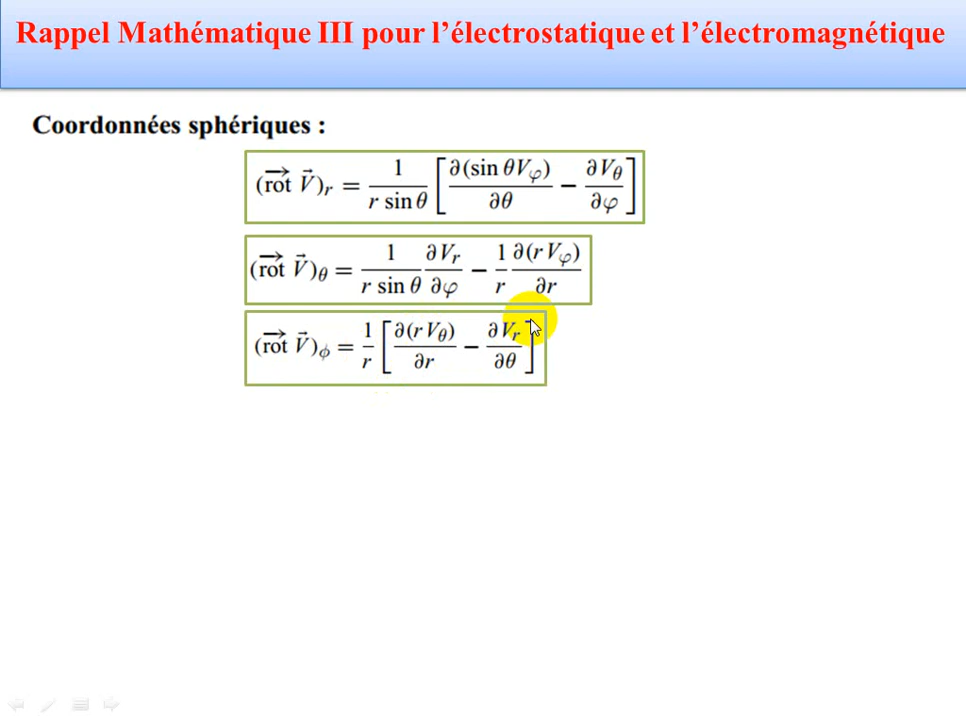 Rappel Mathématique III pour l'électrostatique et l'électromagnétique
Coordonnées sphériques :
(rot⃗ V⃗)_r = 1/(r sin θ) [∂(sin θV_φ)/∂θ − ∂V_θ/∂φ]
(rot⃗ V⃗)_θ = 1/(r sin θ) ∂V_r/∂φ − 1/r ∂(r V_φ)/∂r
(rot⃗ V⃗)_ϕ = 1/r [∂(r V_θ)/∂r − ∂V_r/∂θ]